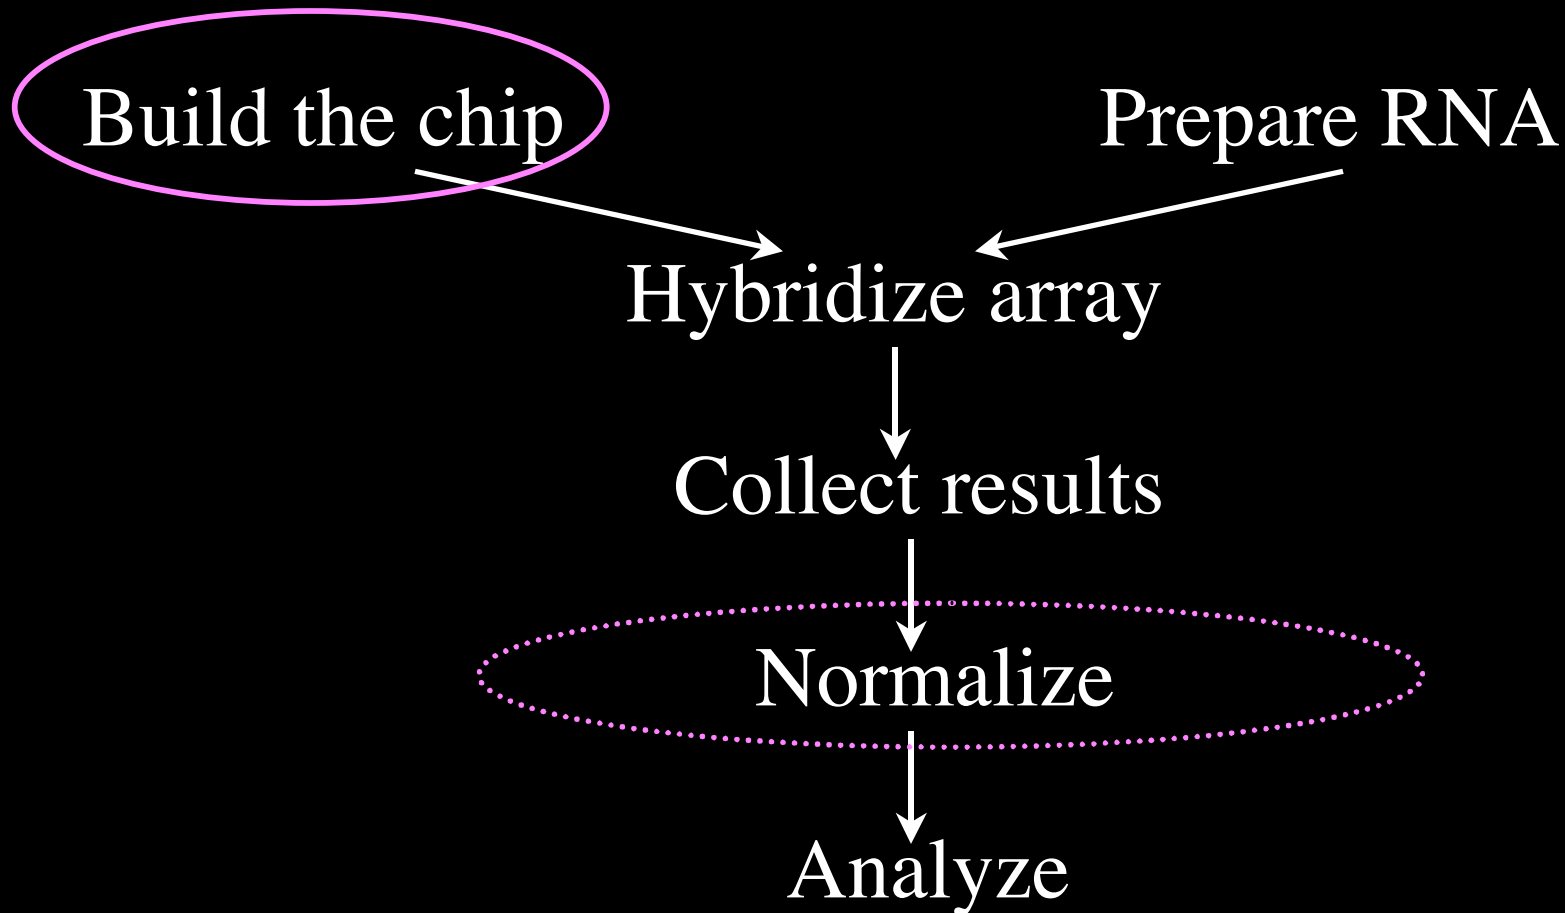 Build the chip
Prepare RNA
Hybridize array
Collect results
Normalize
Analyze